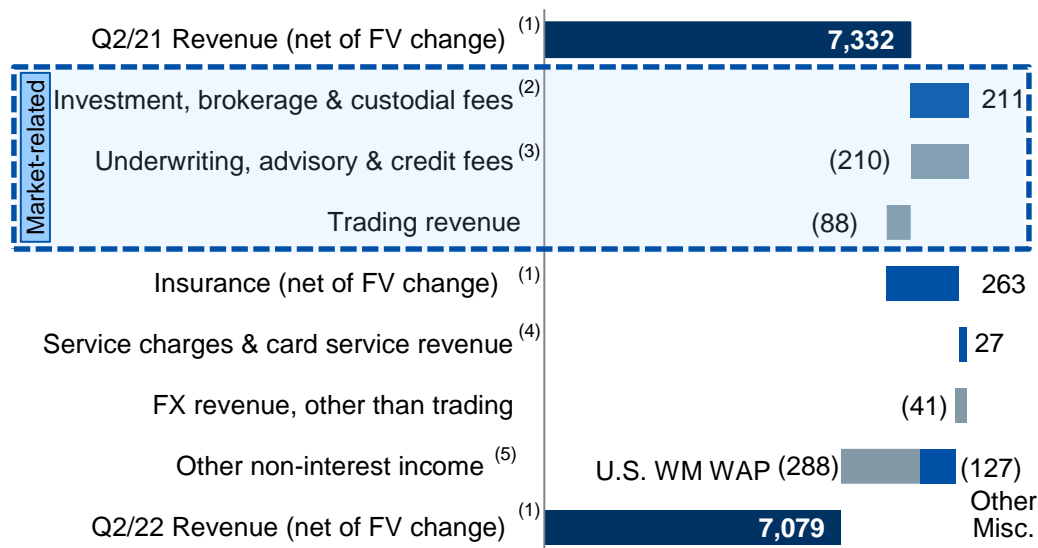 Q2/21 Revenue (net of FV change) (1) 7,332
Market-related
Investment, brokerage & custodial fees (2) 211
Underwriting, advisory & credit fees (3) (210)
Trading revenue (88)
Insurance (net of FV change) (1) 263
Service charges & card service revenue (4) 27
FX revenue, other than trading (41)
Other non-interest income (5) U.S. WM WAP (288) (127)
Other
Misc.
Q2/22 Revenue (net of FV change) (1) 7,079